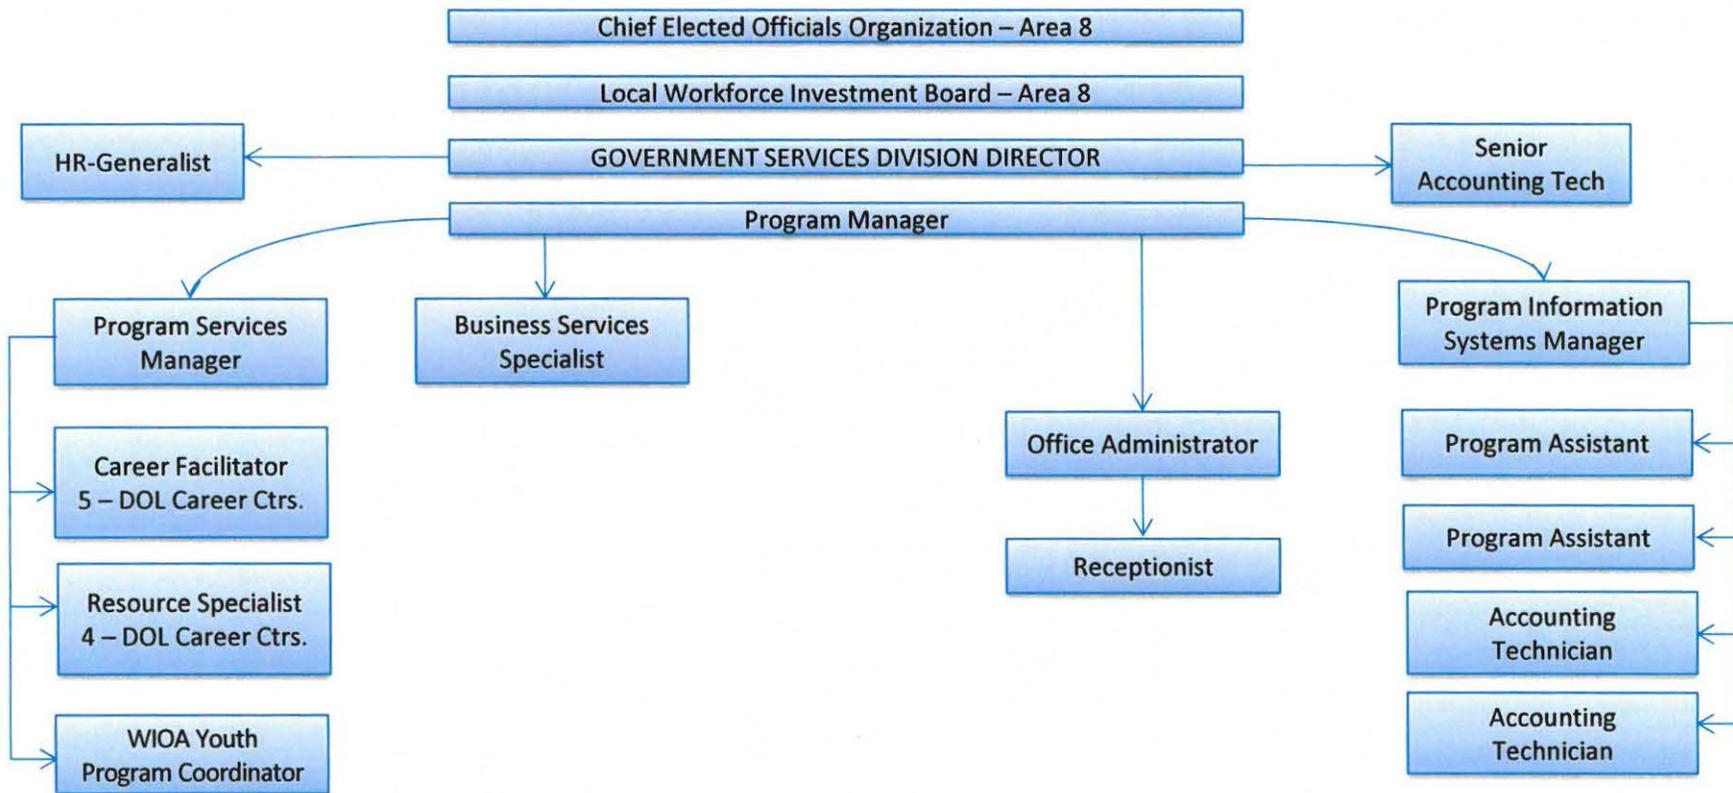 Chief Elected Officials Organization – Area 8
Local Workforce Investment Board – Area 8
HR-Generalist
GOVERNMENT SERVICES DIVISION DIRECTOR
Senior
Accounting Tech
Program Manager
Program Services
Manager
Business Services
Specialist
Program Information
Systems Manager
Career Facilitator
5 – DOL Career Ctrs.
Office Administrator
Program Assistant
Resource Specialist
4 – DOL Career Ctrs.
Receptionist
Program Assistant
Accounting
Technician
WIOA Youth
Program Coordinator
Accounting
Technician